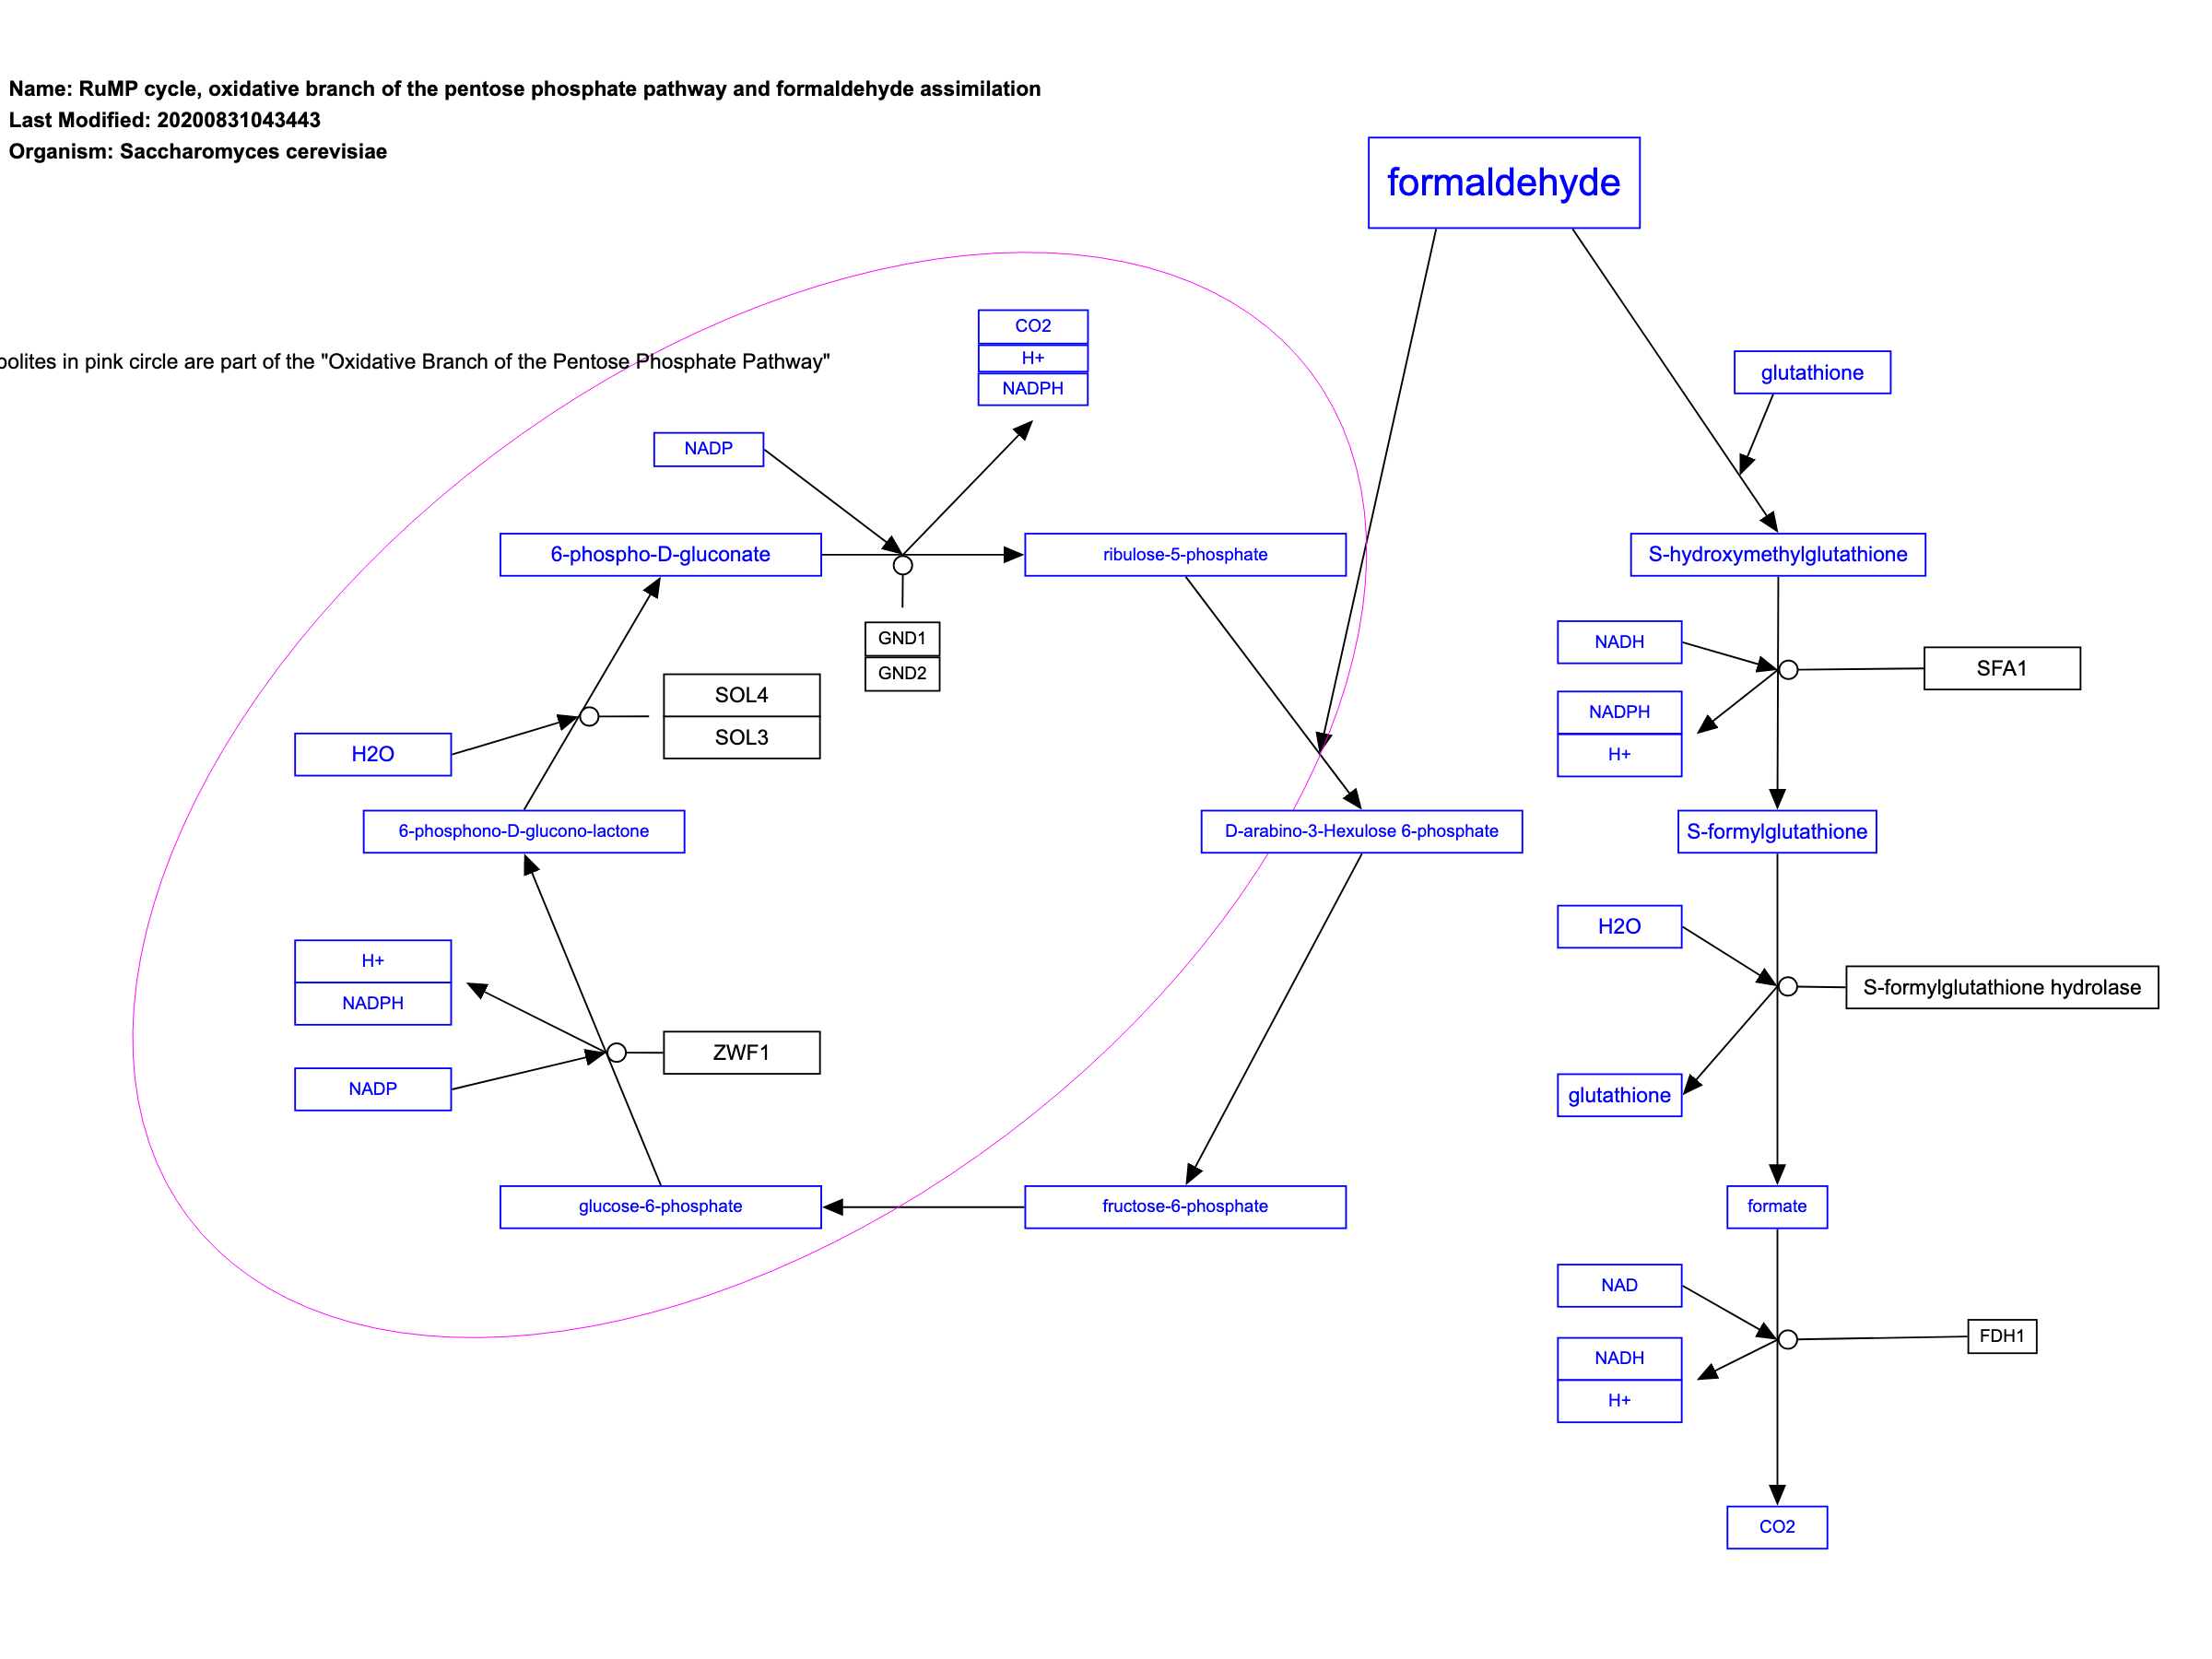 Name: RuMP cycle, oxidative branch of the pentose phosphate pathway and formaldehyde assimilation
Last Modified: 20200831043443
Organism: Saccharomyces cerevisiae
formaldehyde
CO2
H+
NADPH
in pink circle are part of the "Oxidative Branch of the Pentose Phosphate Pathway"
glutathione
NADP
6-phospho-D-gluconate
ribulose-5-phosphate
S-hydroxymethylglutathione
GND1
GND2
NADH
SFA1
SOL4
SOL3
NADPH
H+
H2O
6-phosphono-D-glucono-lactone
D-arabino-3-Hexulose 6-phosphate
S-formylglutathione
H2O
H+
NADPH
S-formylglutathione hydrolase
ZWF1
NADP
glutathione
glucose-6-phosphate
fructose-6-phosphate
formate
NAD
FDH1
NADH
H+
CO2